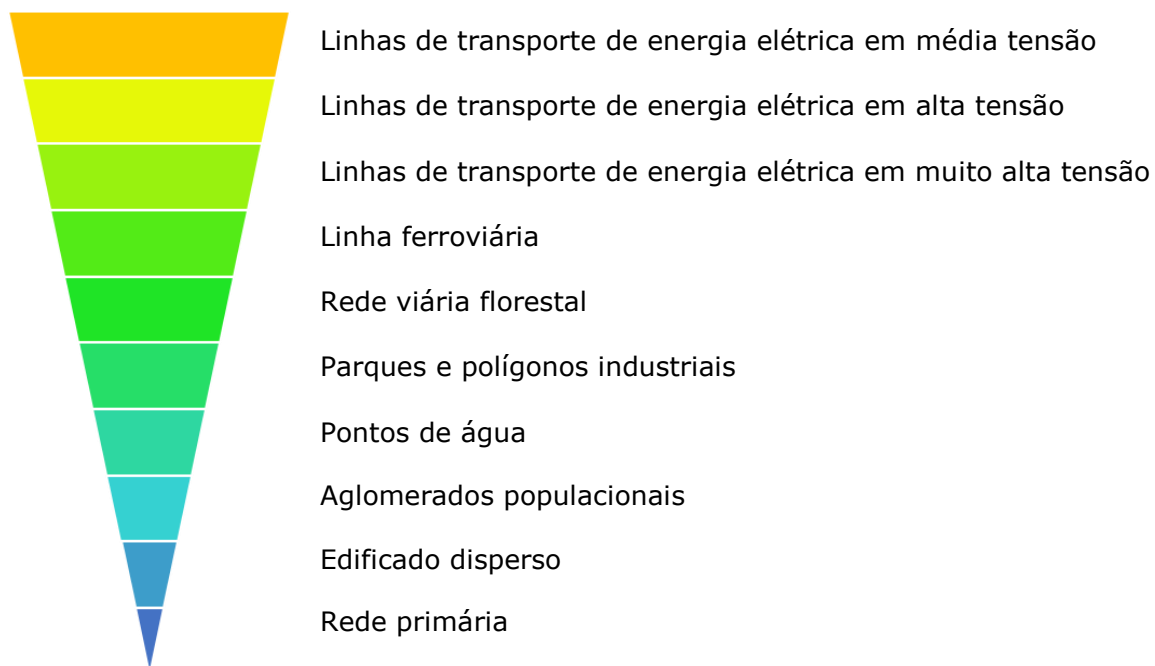 Linhas de transporte de energia elétrica em média tensão
Linhas de transporte de energia elétrica em alta tensão
Linhas de transporte de energia elétrica em muito alta tensão
Linha ferroviária
Rede viária florestal
Parques e polígonos industriais
Pontos de água
Aglomerados populacionais
Edificado disperso
Rede primária